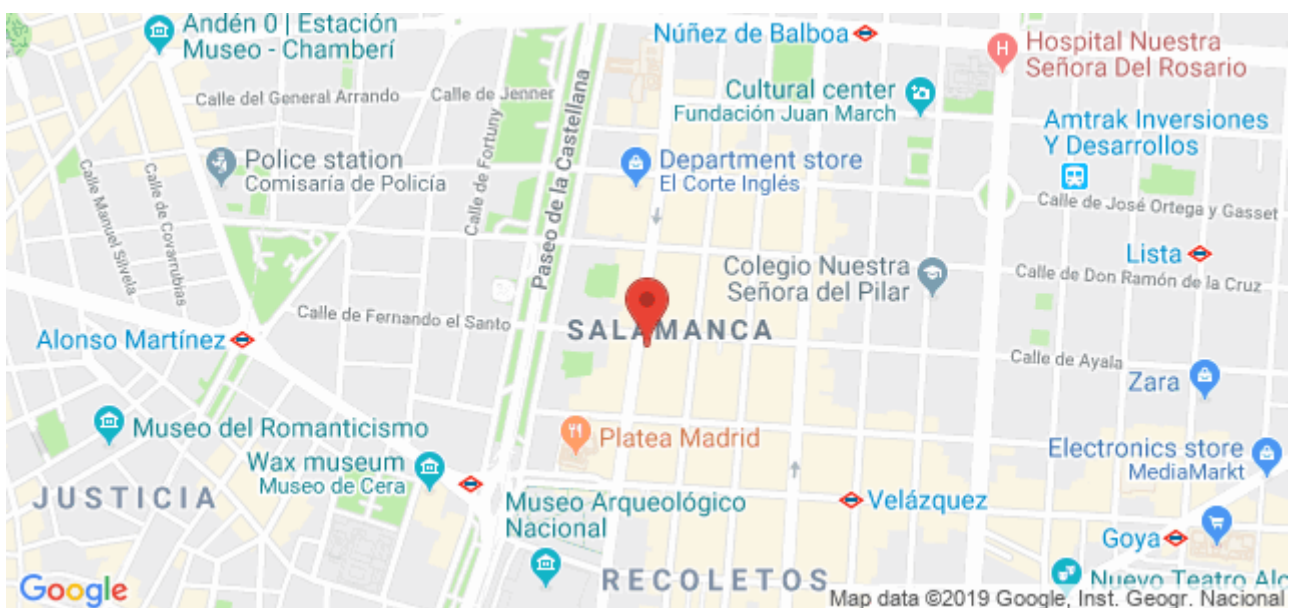 Andén 0 | Estación
Museo - Chamberí
Núñez de Balboa
Hospital Nuestra
Señora Del Rosario
Calle del General Arrando
Calle de Jenner
Cultural center
Fundación Juan March
Amtrak Inversiones
Y Desarrollos
Police station
Comisaría de Policía
Calle de Fortuny
Paseo de la Castellana
Department store
El Corte Inglés
Calle Manuel Silvela
Calle de Covarrubias
Calle de José Ortega y Gasset
Lista
Colegio Nuestra
Señora del Pilar
Calle de Don Ramón de la Cruz
Calle de Fernando el Santo
SALAMANCA
Alonso Martínez
Calle de Ayala
Zara
Museo del Romanticismo
Platea Madrid
Electronics store
MediaMarkt
Wax museum
Museo de Cera
JUSTICIA
Museo Arqueológico
Nacional
Velázquez
Goya
RECOLETOS
Nuevo Teatro Alc
Google
Map data ©2019 Google, Inst. Geogr. Nacional